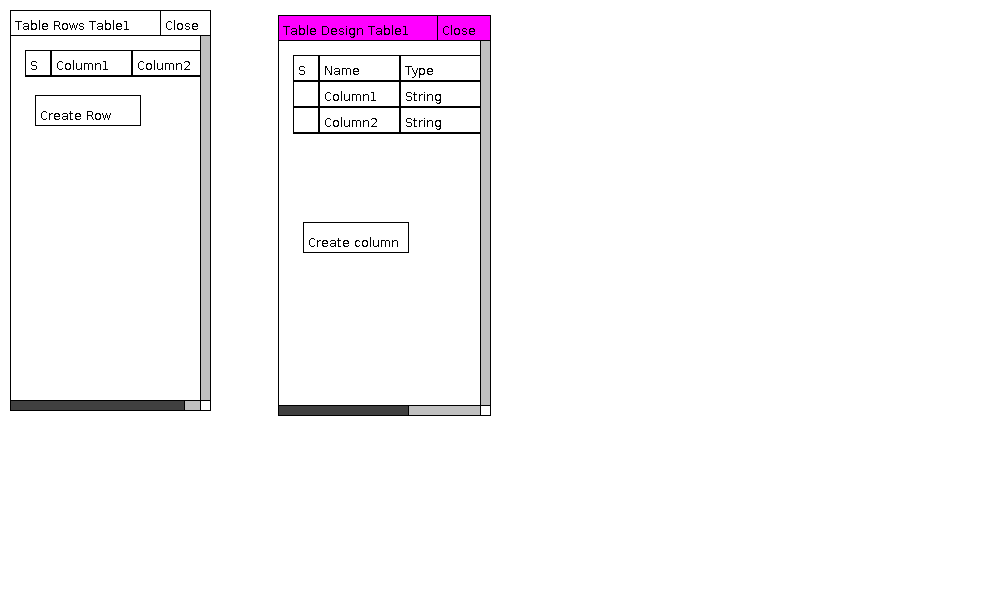 Table Rows Table1 Close
S Column1 Column2
Create Row
Table Design Table1 Close
S Name Type
Column1 String
Column2 String
Create column